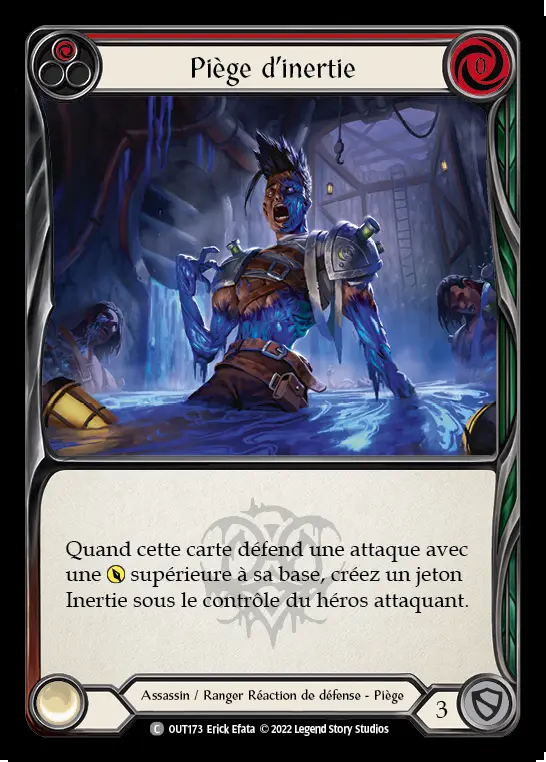 Piège d'inertie
0
Quand cette carte défend une attaque avec
une supérieure à sa base, créez un jeton
Inertie sous le contrôle du héros attaquant.
Assassin / Ranger Réaction de défense - Piège
3
C OUT173 Erick Efata © 2022 Legend Story Studios